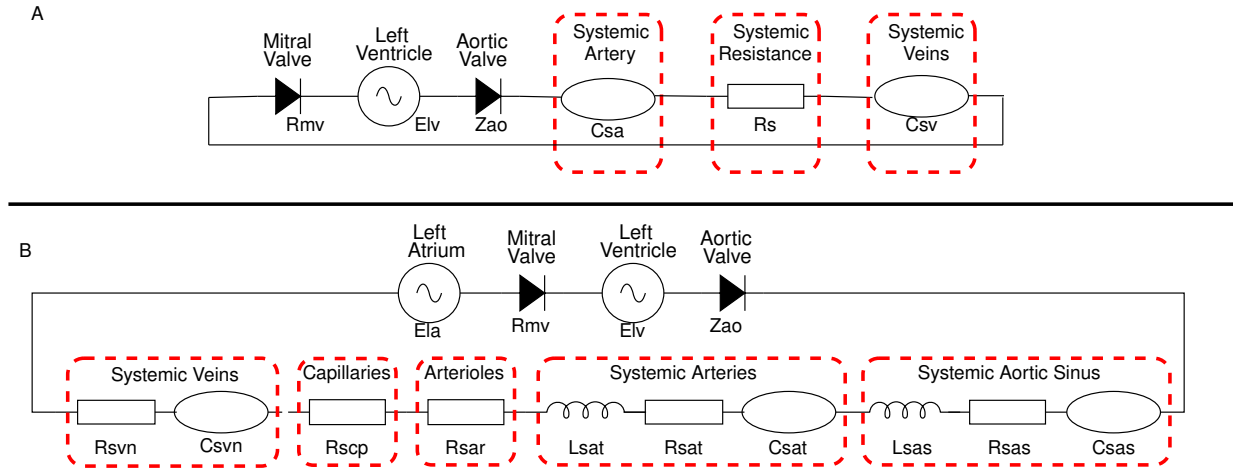 A
Mitral
Valve
Left
Ventricle
Aortic
Valve
Systemic
Artery
Systemic
Resistance
Systemic
Veins
Rmv
Elv
Zao
Csa
Rs
Csv
B
Left
Atrium
Mitral
Valve
Left
Ventricle
Aortic
Valve
Ela
Rmv
Elv
Zao
Systemic Veins
Capillaries
Arterioles
Systemic Arteries
Systemic Aortic Sinus
Rsvn
Csvn
Rscp
Rsar
Lsat
Rsat
Csat
Lsas
Rsas
Csas